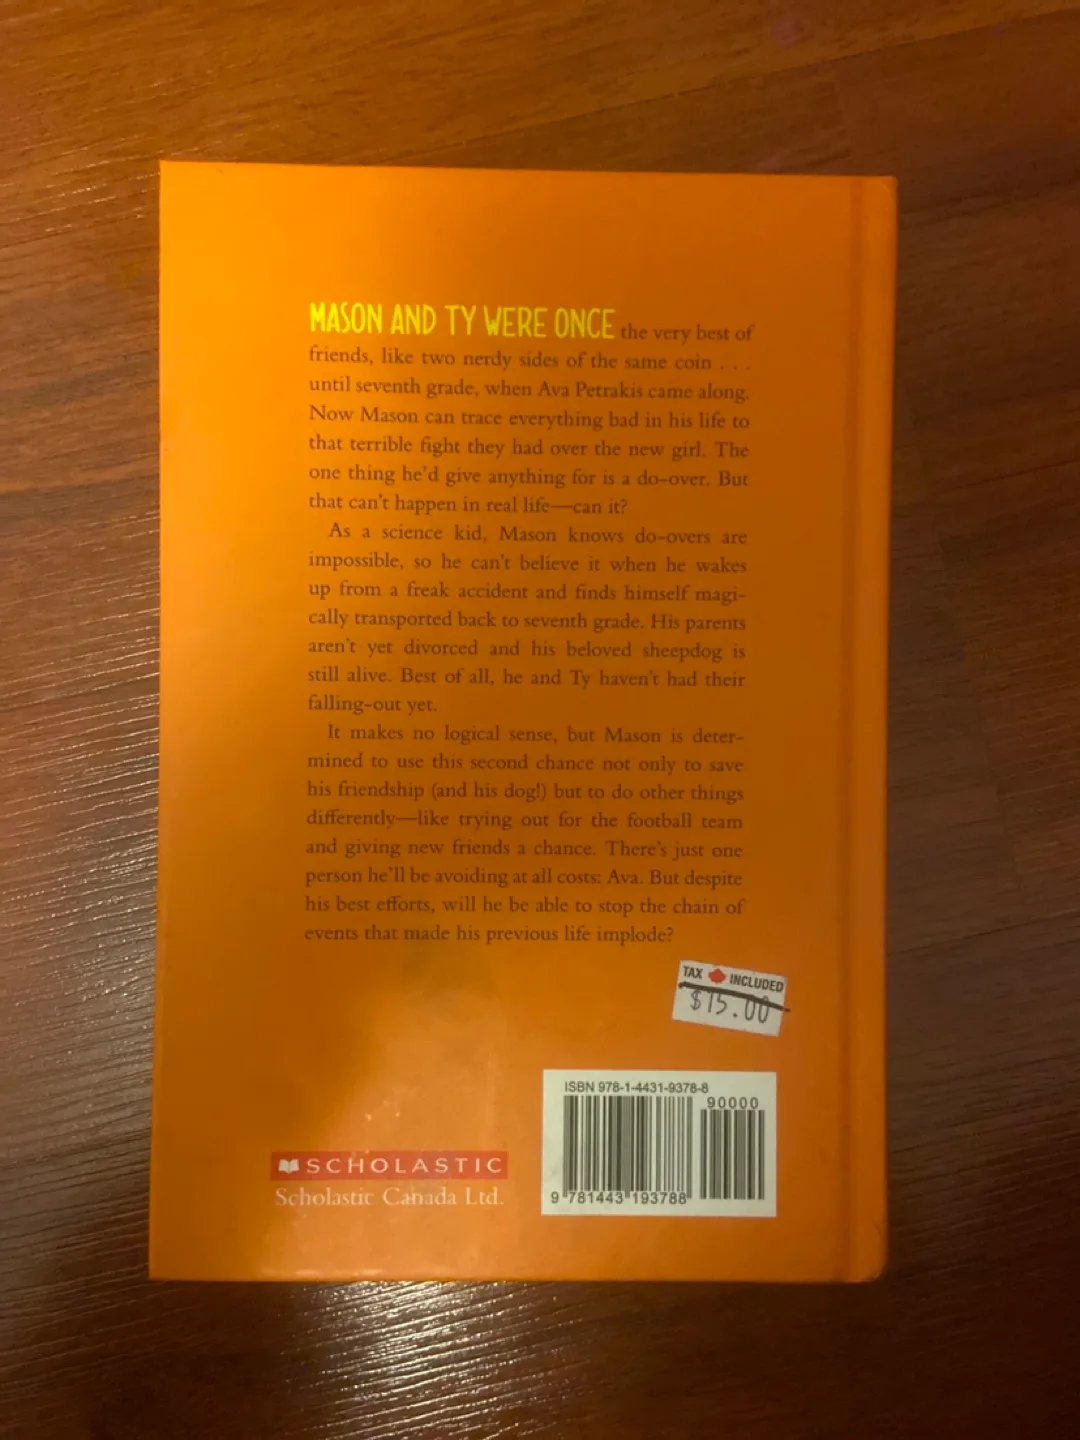 MASON AND TY WERE ONCE the very best of
friends, like two nerdy sides of the same coin . . .
until seventh grade, when Ava Petrakis came along.
Now Mason can trace everything bad in his life to
that terrible fight they had over the new girl. The
one thing he'd give anything for is a do-over. But
that can't happen in real life—can it?
As a science kid, Mason knows do-overs are
impossible, so he can't believe it when he wakes
up from a freak accident and finds himself magi-
cally transported back to seventh grade. His parents
aren't yet divorced and his beloved sheepdog is
still alive. Best of all, he and Ty haven't had their
falling-out yet.
It makes no logical sense, but Mason is deter-
mined to use this second chance not only to save
his friendship (and his dog!) but to do other things
differently—like trying out for the football team
and giving new friends a chance. There's just one
person he'll be avoiding at all costs: Ava. But despite
his best efforts, will he be able to stop the chain of
events that made his previous life implode?
TAX INCLUDED
$15.00
ISBN 978-1-4431-9378-8
90000
9 781443 193788
SCHOLASTIC
Scholastic Canada Ltd.